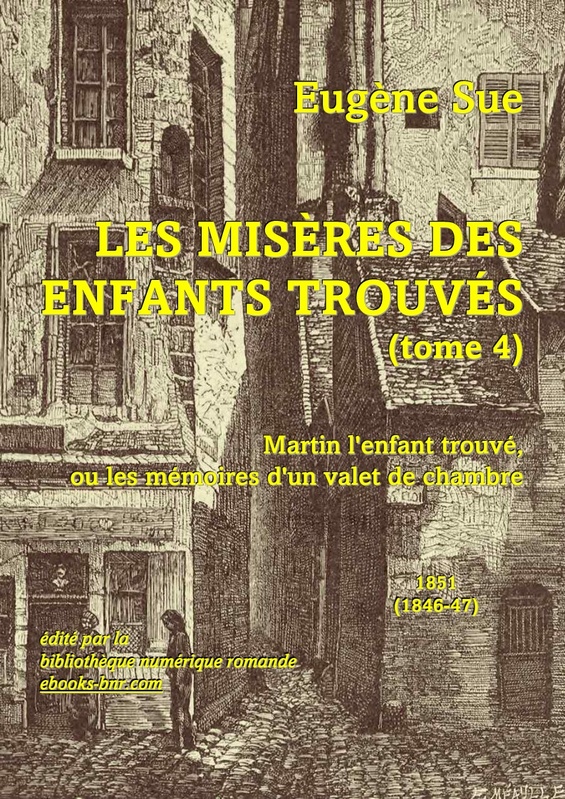 Eugène Sue
LES MISÈRES DES
ENFANTS TROUVÉS
(tome 4)
Martin l'enfant trouvé,
ou les mémoires d'un valet de chambre
1851
(1846-47)
édité par la
bibliothèque numérique romande
ebooks-bnr.com
F. MÉAULLE